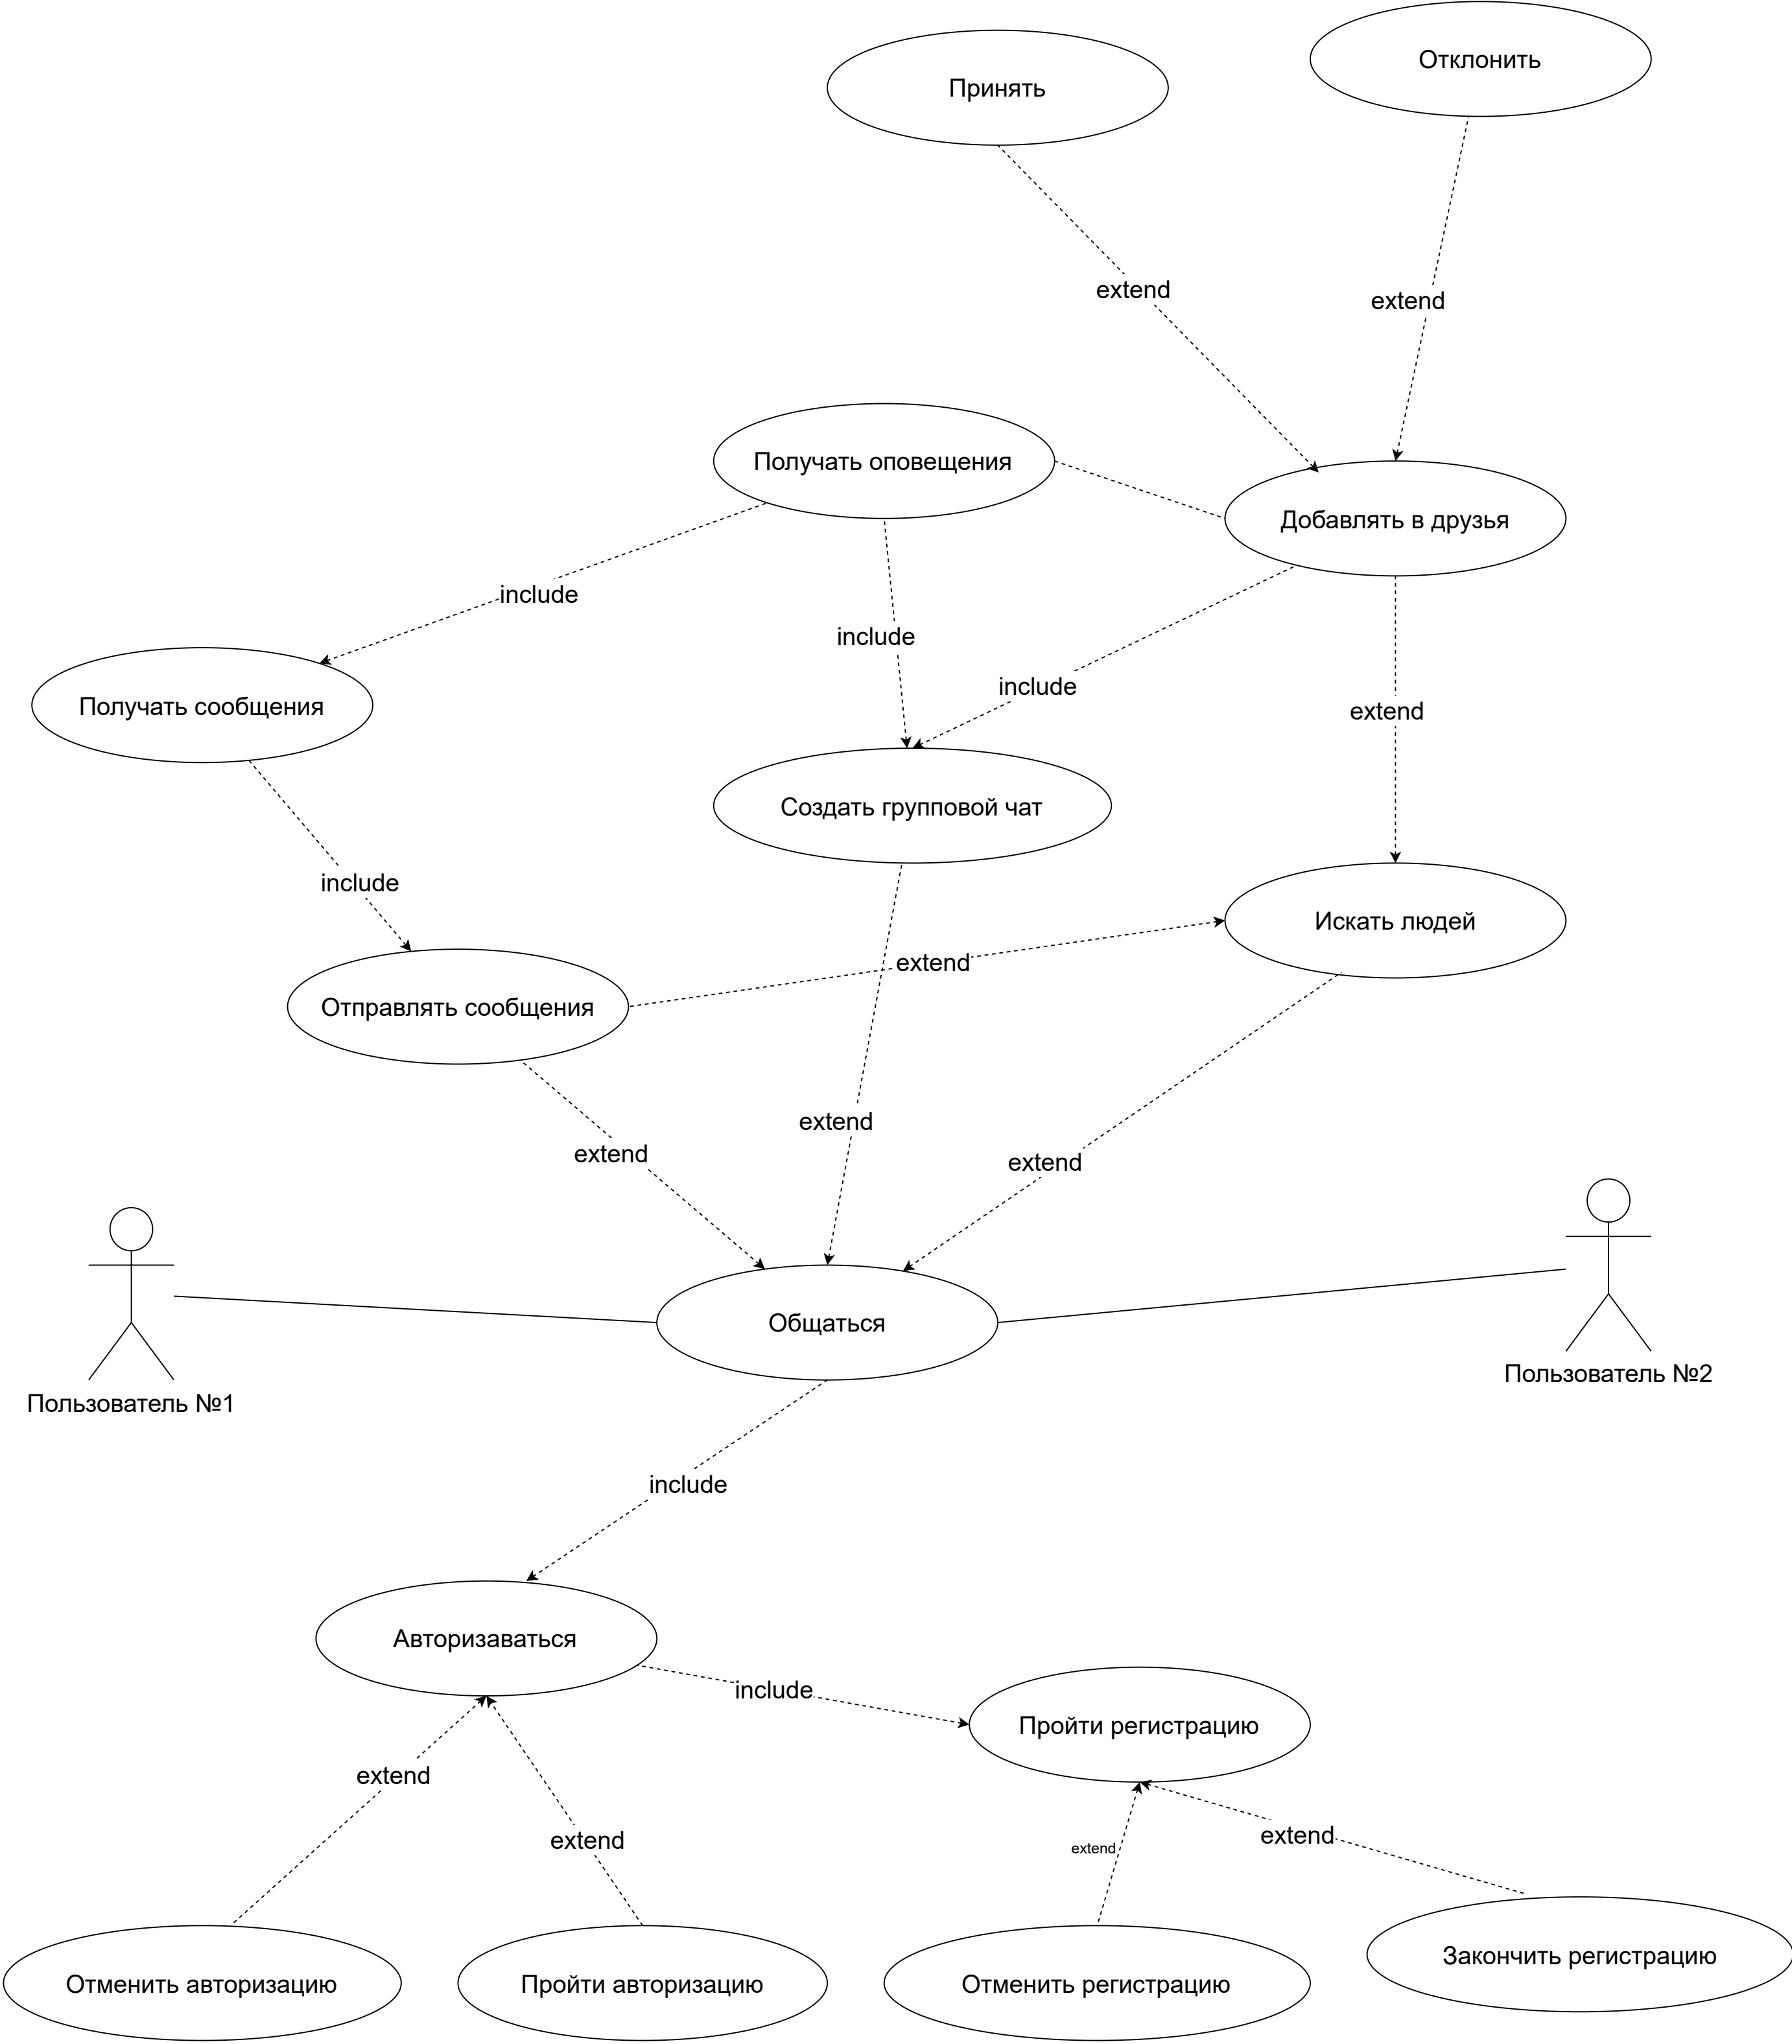 Отклонить
Принять
extend
extend
Получать оповещения
Добавлять в друзья
include
include
include
Получать сообщения
extend
Создать групповой чат
include
Искать людей
extend
Отправлять сообщения
extend
extend
extend
Общаться
Пользователь №2
Пользователь №1
include
Авторизаваться
include
Пройти регистрацию
extend
extend
extend
extend
Закончить регистрацию
Отменить авторизацию
Пройти авторизацию
Отменить регистрацию